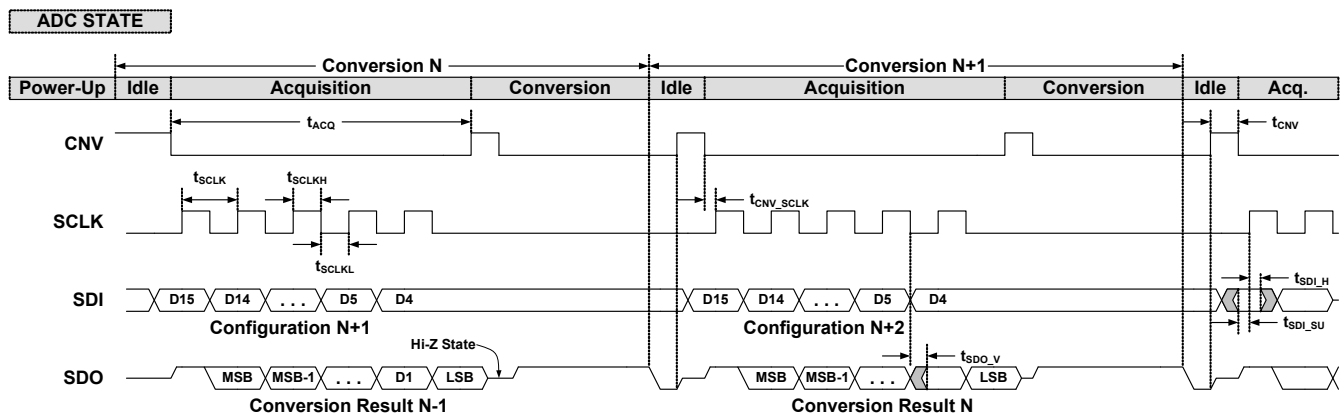 ADC STATE
Conversion N Conversion N+1
Power-Up Idle Acquisition Conversion Idle Acquisition Conversion Idle Acq.
CNV tACQ tCNV
SCLK tSCLK tSCLKH tSCLKL tCNV_SCLK
SDI D15 D14 . . . D5 D4 D15 D14 . . . D5 D4 tSDI_H
Configuration N+1 Configuration N+2 tSDI_SU
Hi-Z State tSDO_V
SDO MSB MSB-1 . . . D1 LSB MSB MSB-1 . . . LSB
Conversion Result N-1 Conversion Result N